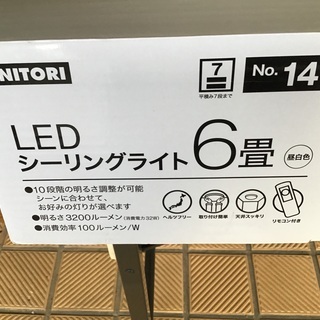 NITORI
7
平積み7段まで
No. 14
LED
シーリングライト 6畳
昼白色
●10段階の明るさ調整が可能
シーンに合わせて、
お好みの灯りが選べます
●明るさ3200ルーメン(消費電力32W)
●消費効率100ルーメン/W
ヘルツフリー
取り付け簡単
天井スッキリ
リモコン付き